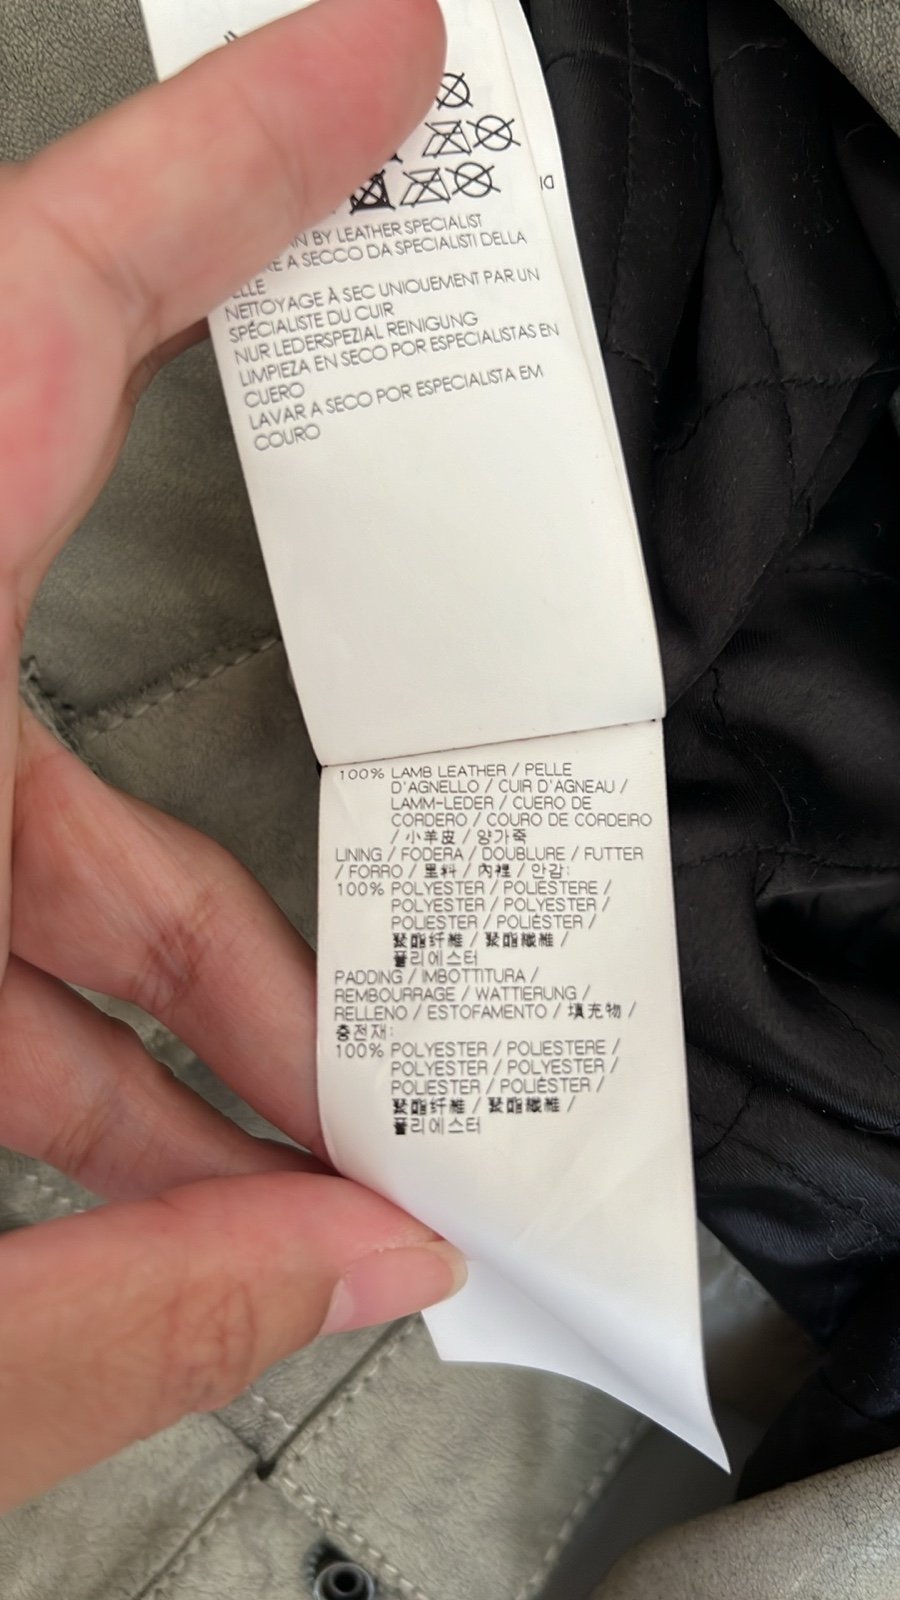 BY LEATHER SPECIALIST
A SECCO DA SPECIALISTI DELLA
NETTOYAGE À SEC UNIQUEMENT PAR UN
SPÉCIALISTE DU CUIR
NUR LEDERSPEZIAL REINIGUNG
LIMPIEZA EN SECO POR ESPECIALISTAS EN
CUERO
LAVAR A SECO POR ESPECIALISTA EM
COURO
100% LAMB LEATHER / PELLE
D'AGNELLO / CUIR D'AGNEAU /
LAMM-LEDER / CUERO DE
CORDERO / COURO DE CORDEIRO
/ 小羊皮 / 양가죽
LINING / FODERA / DOUBLURE / FUTTER
/ FORRO / 里料 / 內裡 / 안감:
100% POLYESTER / POLIESTERE /
POLYESTER / POLYESTER /
POLIESTER / POLIÉSTER /
聚酯纤维 / 聚酯纖維 /
폴리에스터
PADDING / IMBOTTITURA /
REMBOURRAGE / WATTIERUNG /
RELLENO / ESTOFAMENTO / 填充物 /
충전재:
100% POLYESTER / POLIESTERE /
POLYESTER / POLYESTER /
POLIESTER / POLIÉSTER /
聚酯纤维 / 聚酯纖維 /
폴리에스터